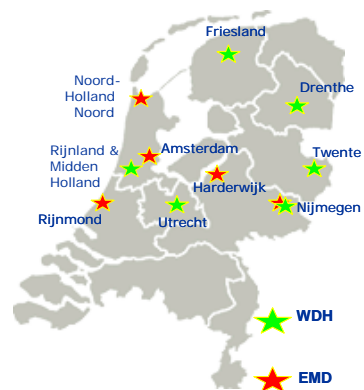 Friesland
Noord-
Holland
Noord
Drenthe
Rijnland &
Midden
Holland
Amsterdam
Twente
Harderwijk
Nijmegen
Rijnmond
Utrecht
WDH
EMD